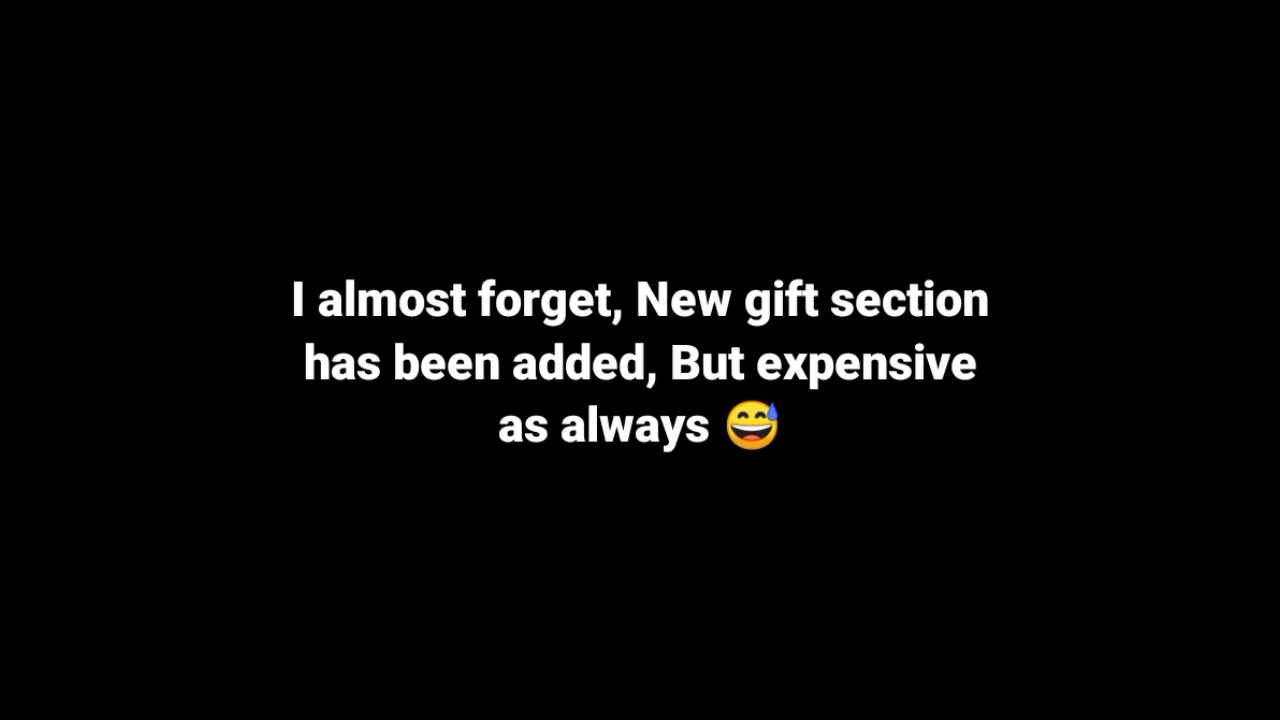 I almost forget, New gift section
has been added, But expensive
as always 😅